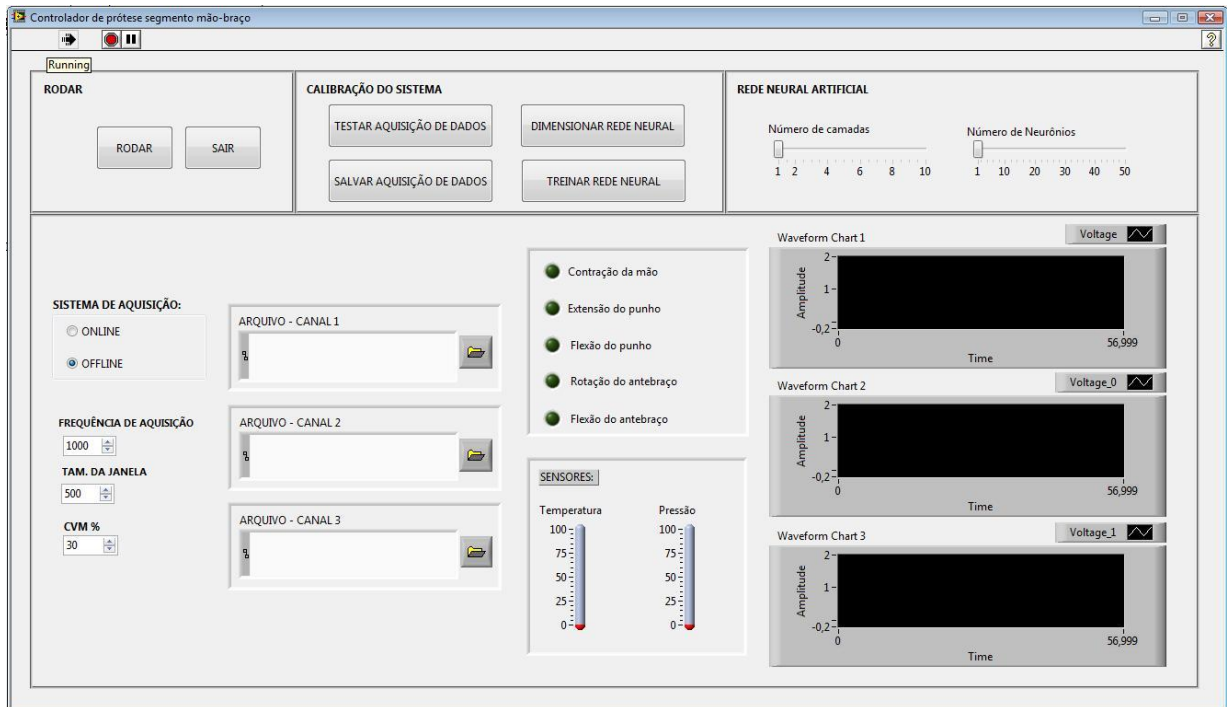 Controlador de prótese segmento mão-braço
Running
RODAR
RODAR
SAIR
CALIBRAÇÃO DO SISTEMA
TESTAR AQUISIÇÃO DE DADOS
DIMENSIONAR REDE NEURAL
SALVAR AQUISIÇÃO DE DADOS
TREINAR REDE NEURAL
REDE NEURAL ARTIFICIAL
Número de camadas
1 2 4 6 8 10
Número de Neurônios
1 10 20 30 40 50
SISTEMA DE AQUISIÇÃO:
ONLINE
OFFLINE
FREQUÊNCIA DE AQUISIÇÃO
1000
TAM. DA JANELA
500
CVM %
30
ARQUIVO - CANAL 1
ARQUIVO - CANAL 2
ARQUIVO - CANAL 3
Contração da mão
Extensão do punho
Flexão do punho
Rotação do antebraço
Flexão do antebraço
SENSORES:
Temperatura
100
75
50
25
0
Pressão
100
75
50
25
0
Waveform Chart 1
Voltage
Amplitude
2
1
-0,2
0 56,999
Time
Waveform Chart 2
Voltage_0
Amplitude
2
1
-0,2
0 56,999
Time
Waveform Chart 3
Voltage_1
Amplitude
2
1
-0,2
0 56,999
Time